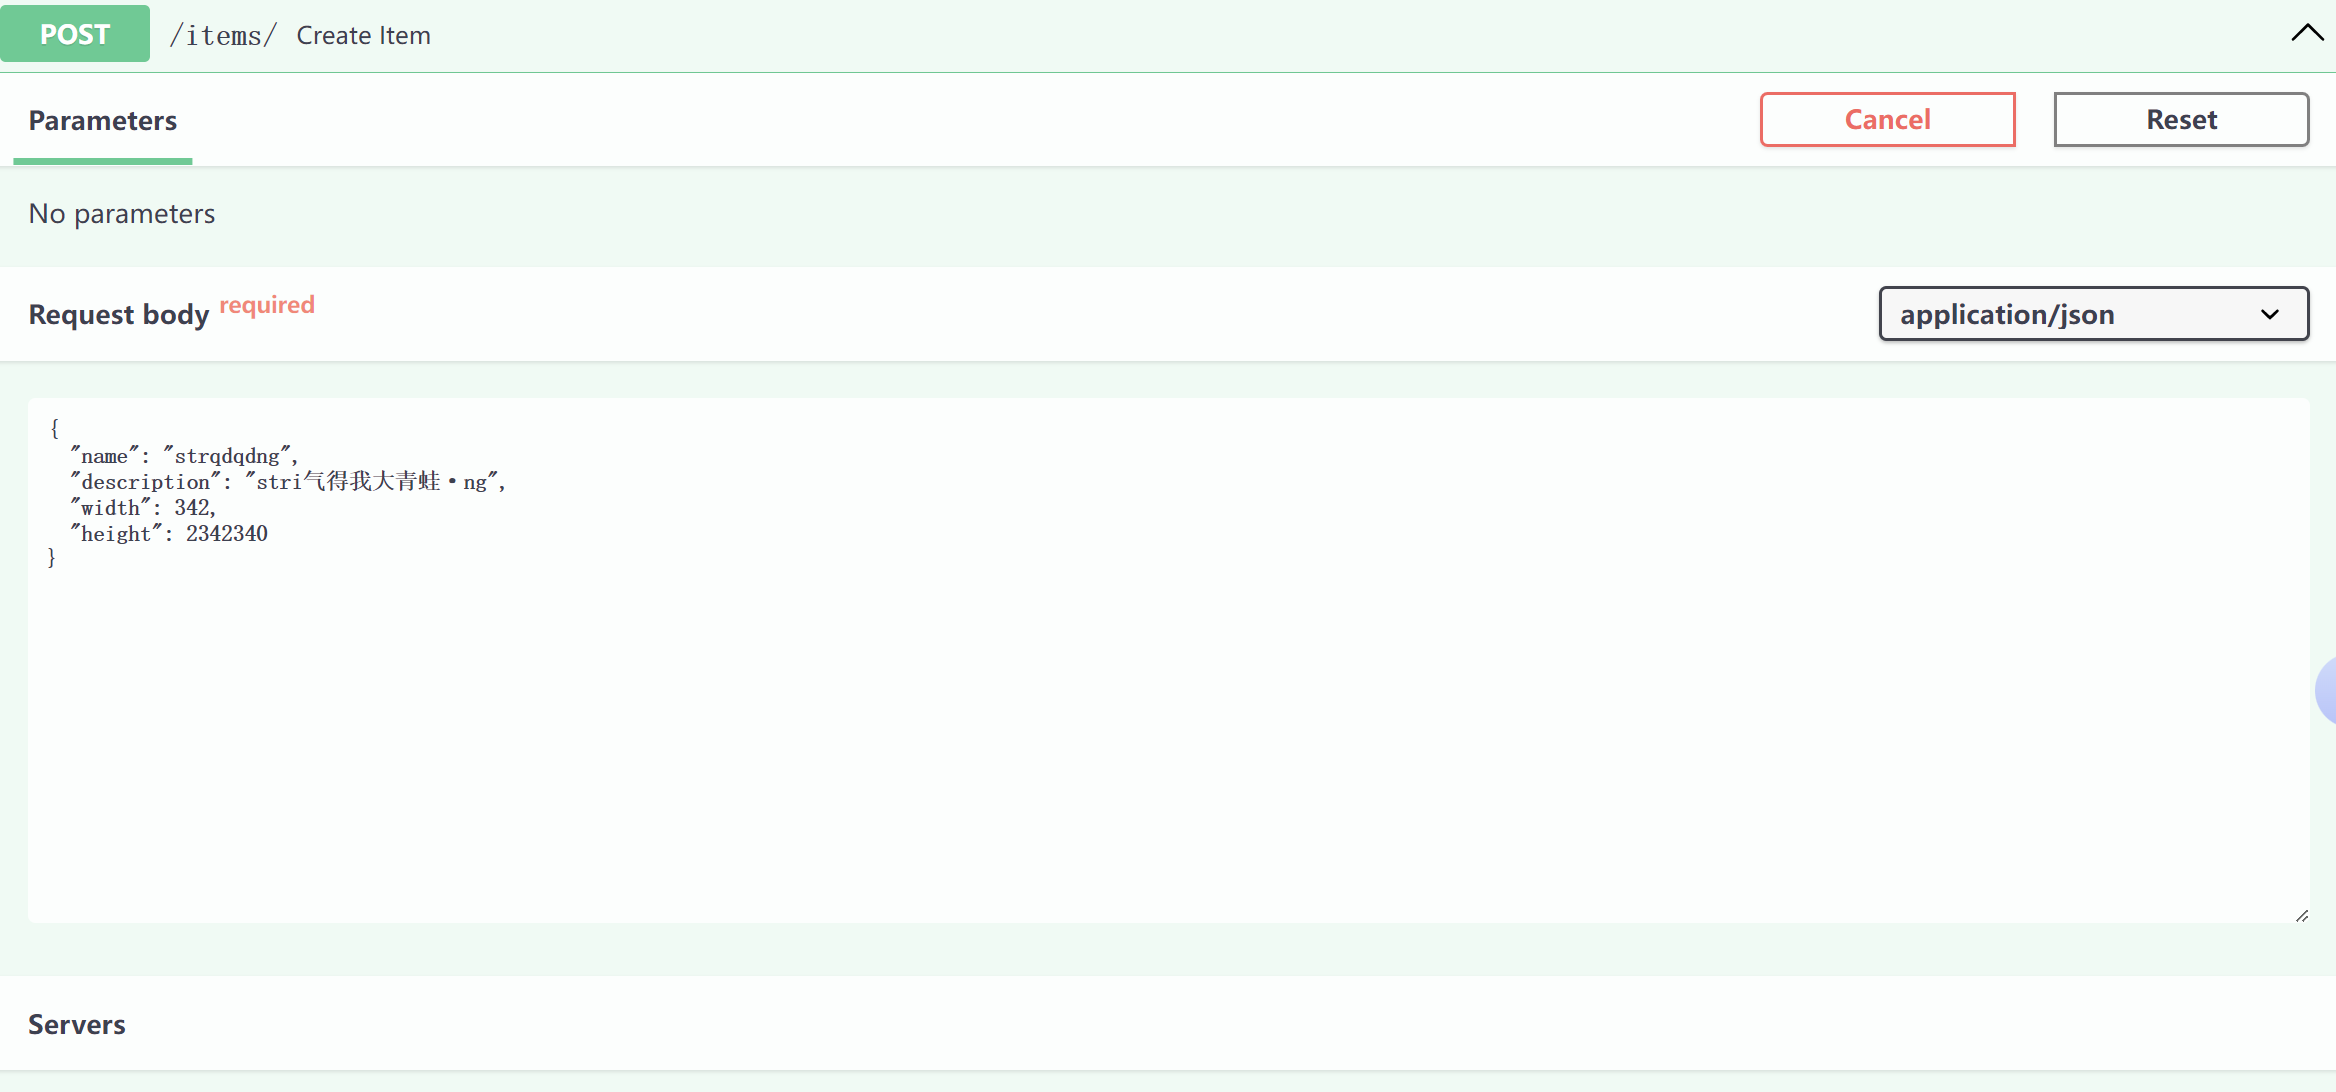 POST /items/ Create Item
Parameters Cancel Reset
No parameters
Request body required application/json
{
"name": "strqdqdng",
"description": "stri气得我大青蛙·ng",
"width": 342,
"height": 2342340
}
Servers